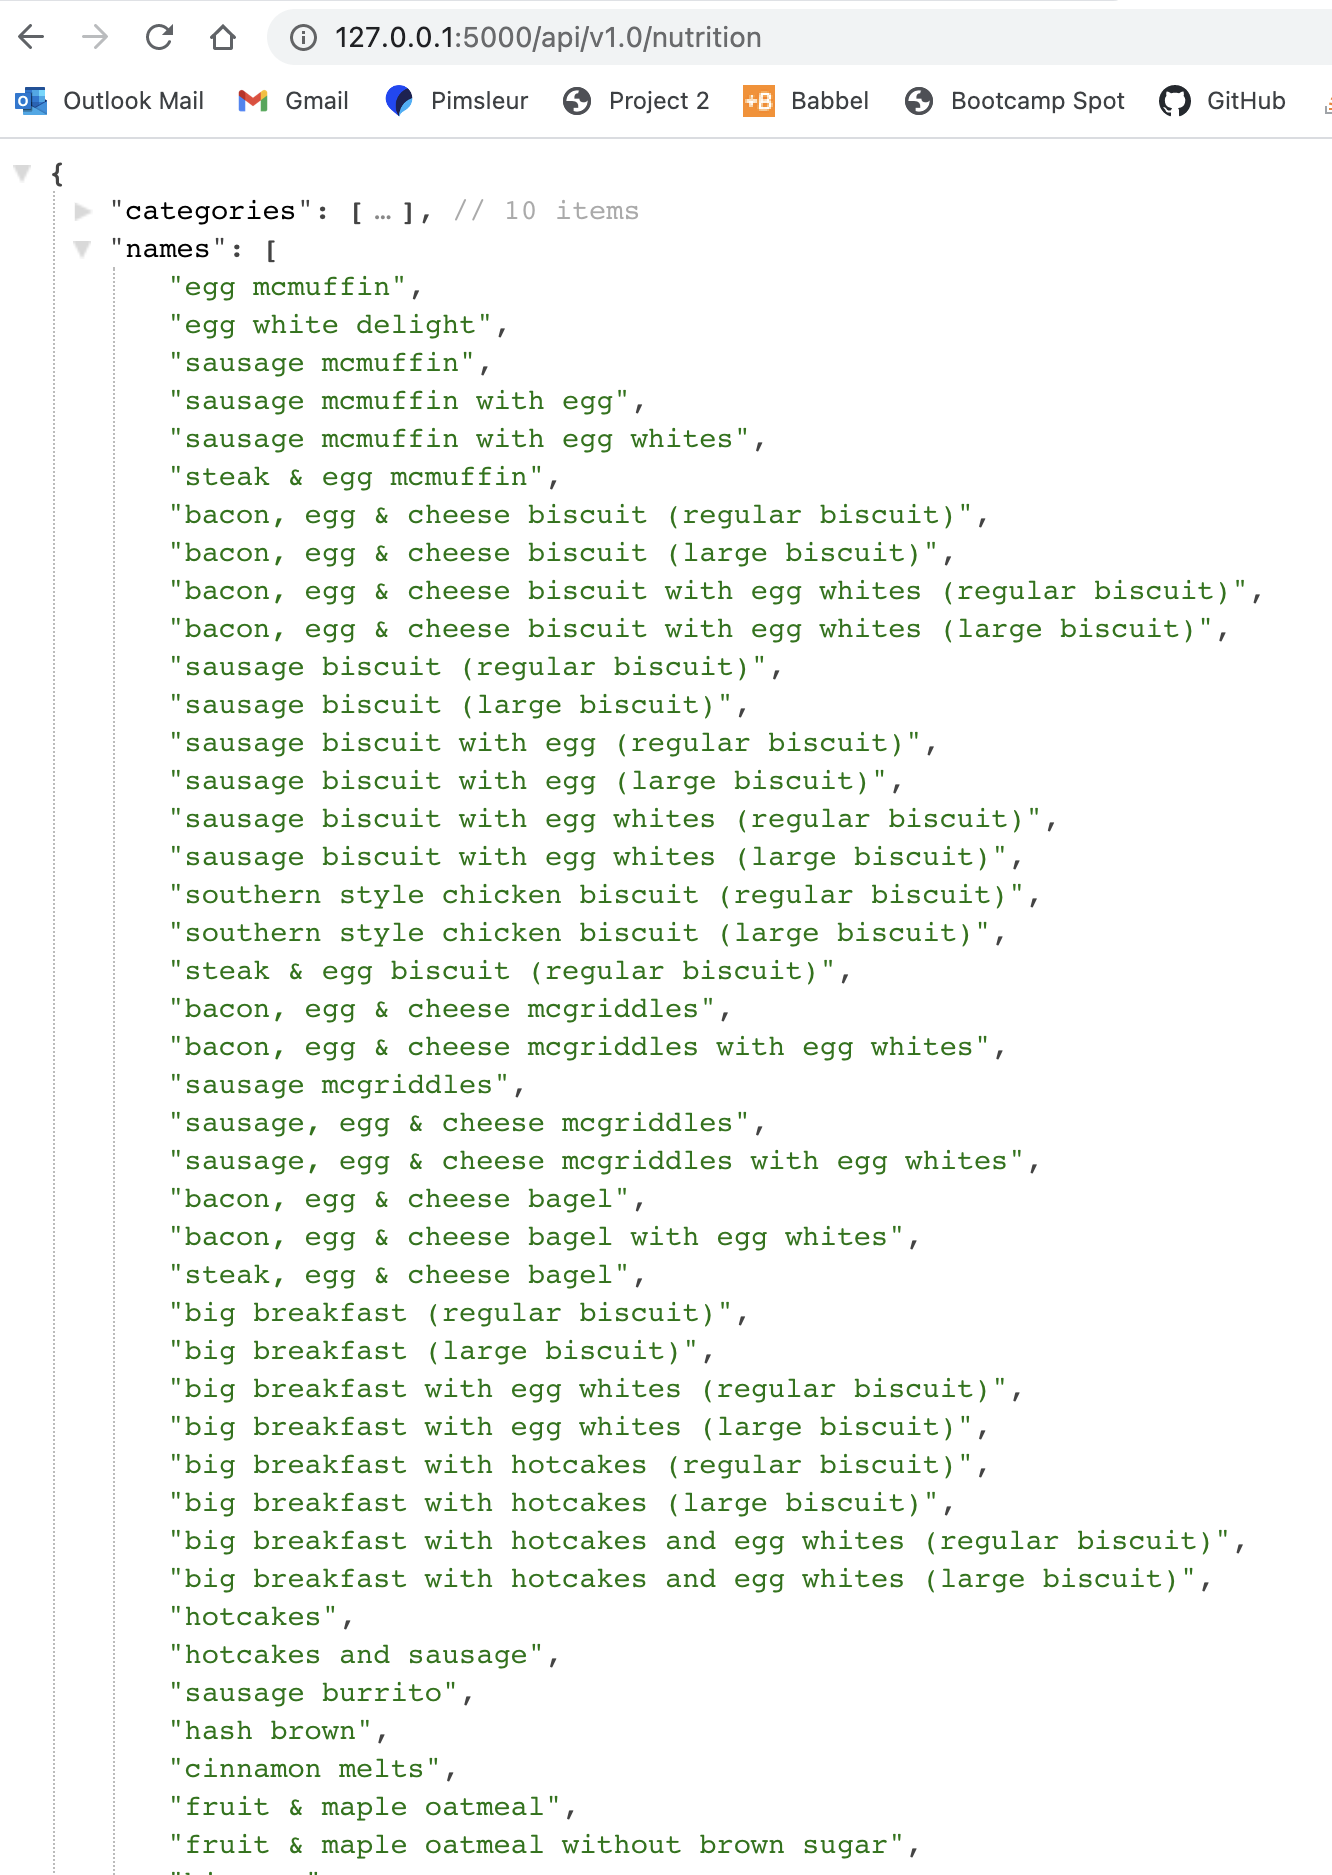 127.0.0.1:5000/api/v1.0/nutrition
Outlook Mail Gmail Pimsleur Project 2 +B Babbel Bootcamp Spot GitHub
{
"categories": [ … ], // 10 items
"names": [
"egg mcmuffin",
"egg white delight",
"sausage mcmuffin",
"sausage mcmuffin with egg",
"sausage mcmuffin with egg whites",
"steak & egg mcmuffin",
"bacon, egg & cheese biscuit (regular biscuit)",
"bacon, egg & cheese biscuit (large biscuit)",
"bacon, egg & cheese biscuit with egg whites (regular biscuit)",
"bacon, egg & cheese biscuit with egg whites (large biscuit)",
"sausage biscuit (regular biscuit)",
"sausage biscuit (large biscuit)",
"sausage biscuit with egg (regular biscuit)",
"sausage biscuit with egg (large biscuit)",
"sausage biscuit with egg whites (regular biscuit)",
"sausage biscuit with egg whites (large biscuit)",
"southern style chicken biscuit (regular biscuit)",
"southern style chicken biscuit (large biscuit)",
"steak & egg biscuit (regular biscuit)",
"bacon, egg & cheese mcgriddles",
"bacon, egg & cheese mcgriddles with egg whites",
"sausage mcgriddles",
"sausage, egg & cheese mcgriddles",
"sausage, egg & cheese mcgriddles with egg whites",
"bacon, egg & cheese bagel",
"bacon, egg & cheese bagel with egg whites",
"steak, egg & cheese bagel",
"big breakfast (regular biscuit)",
"big breakfast (large biscuit)",
"big breakfast with egg whites (regular biscuit)",
"big breakfast with egg whites (large biscuit)",
"big breakfast with hotcakes (regular biscuit)",
"big breakfast with hotcakes (large biscuit)",
"big breakfast with hotcakes and egg whites (regular biscuit)",
"big breakfast with hotcakes and egg whites (large biscuit)",
"hotcakes",
"hotcakes and sausage",
"sausage burrito",
"hash brown",
"cinnamon melts",
"fruit & maple oatmeal",
"fruit & maple oatmeal without brown sugar",